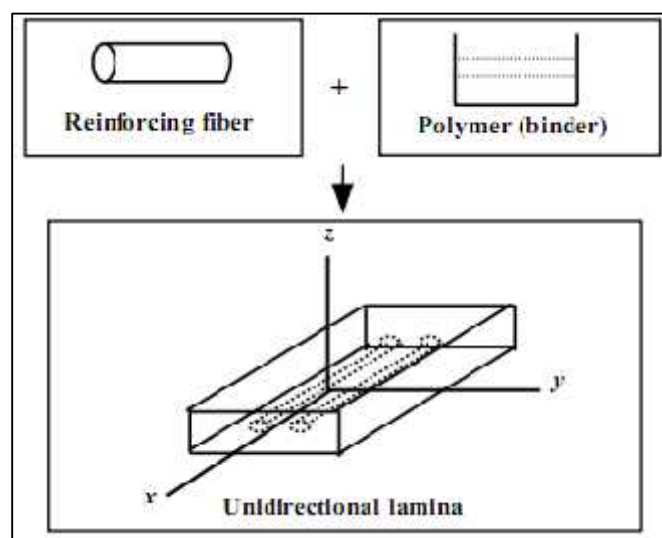 Reinforcing fiber
+
Polymer (binder)
z
y
x
Unidirectional lamina